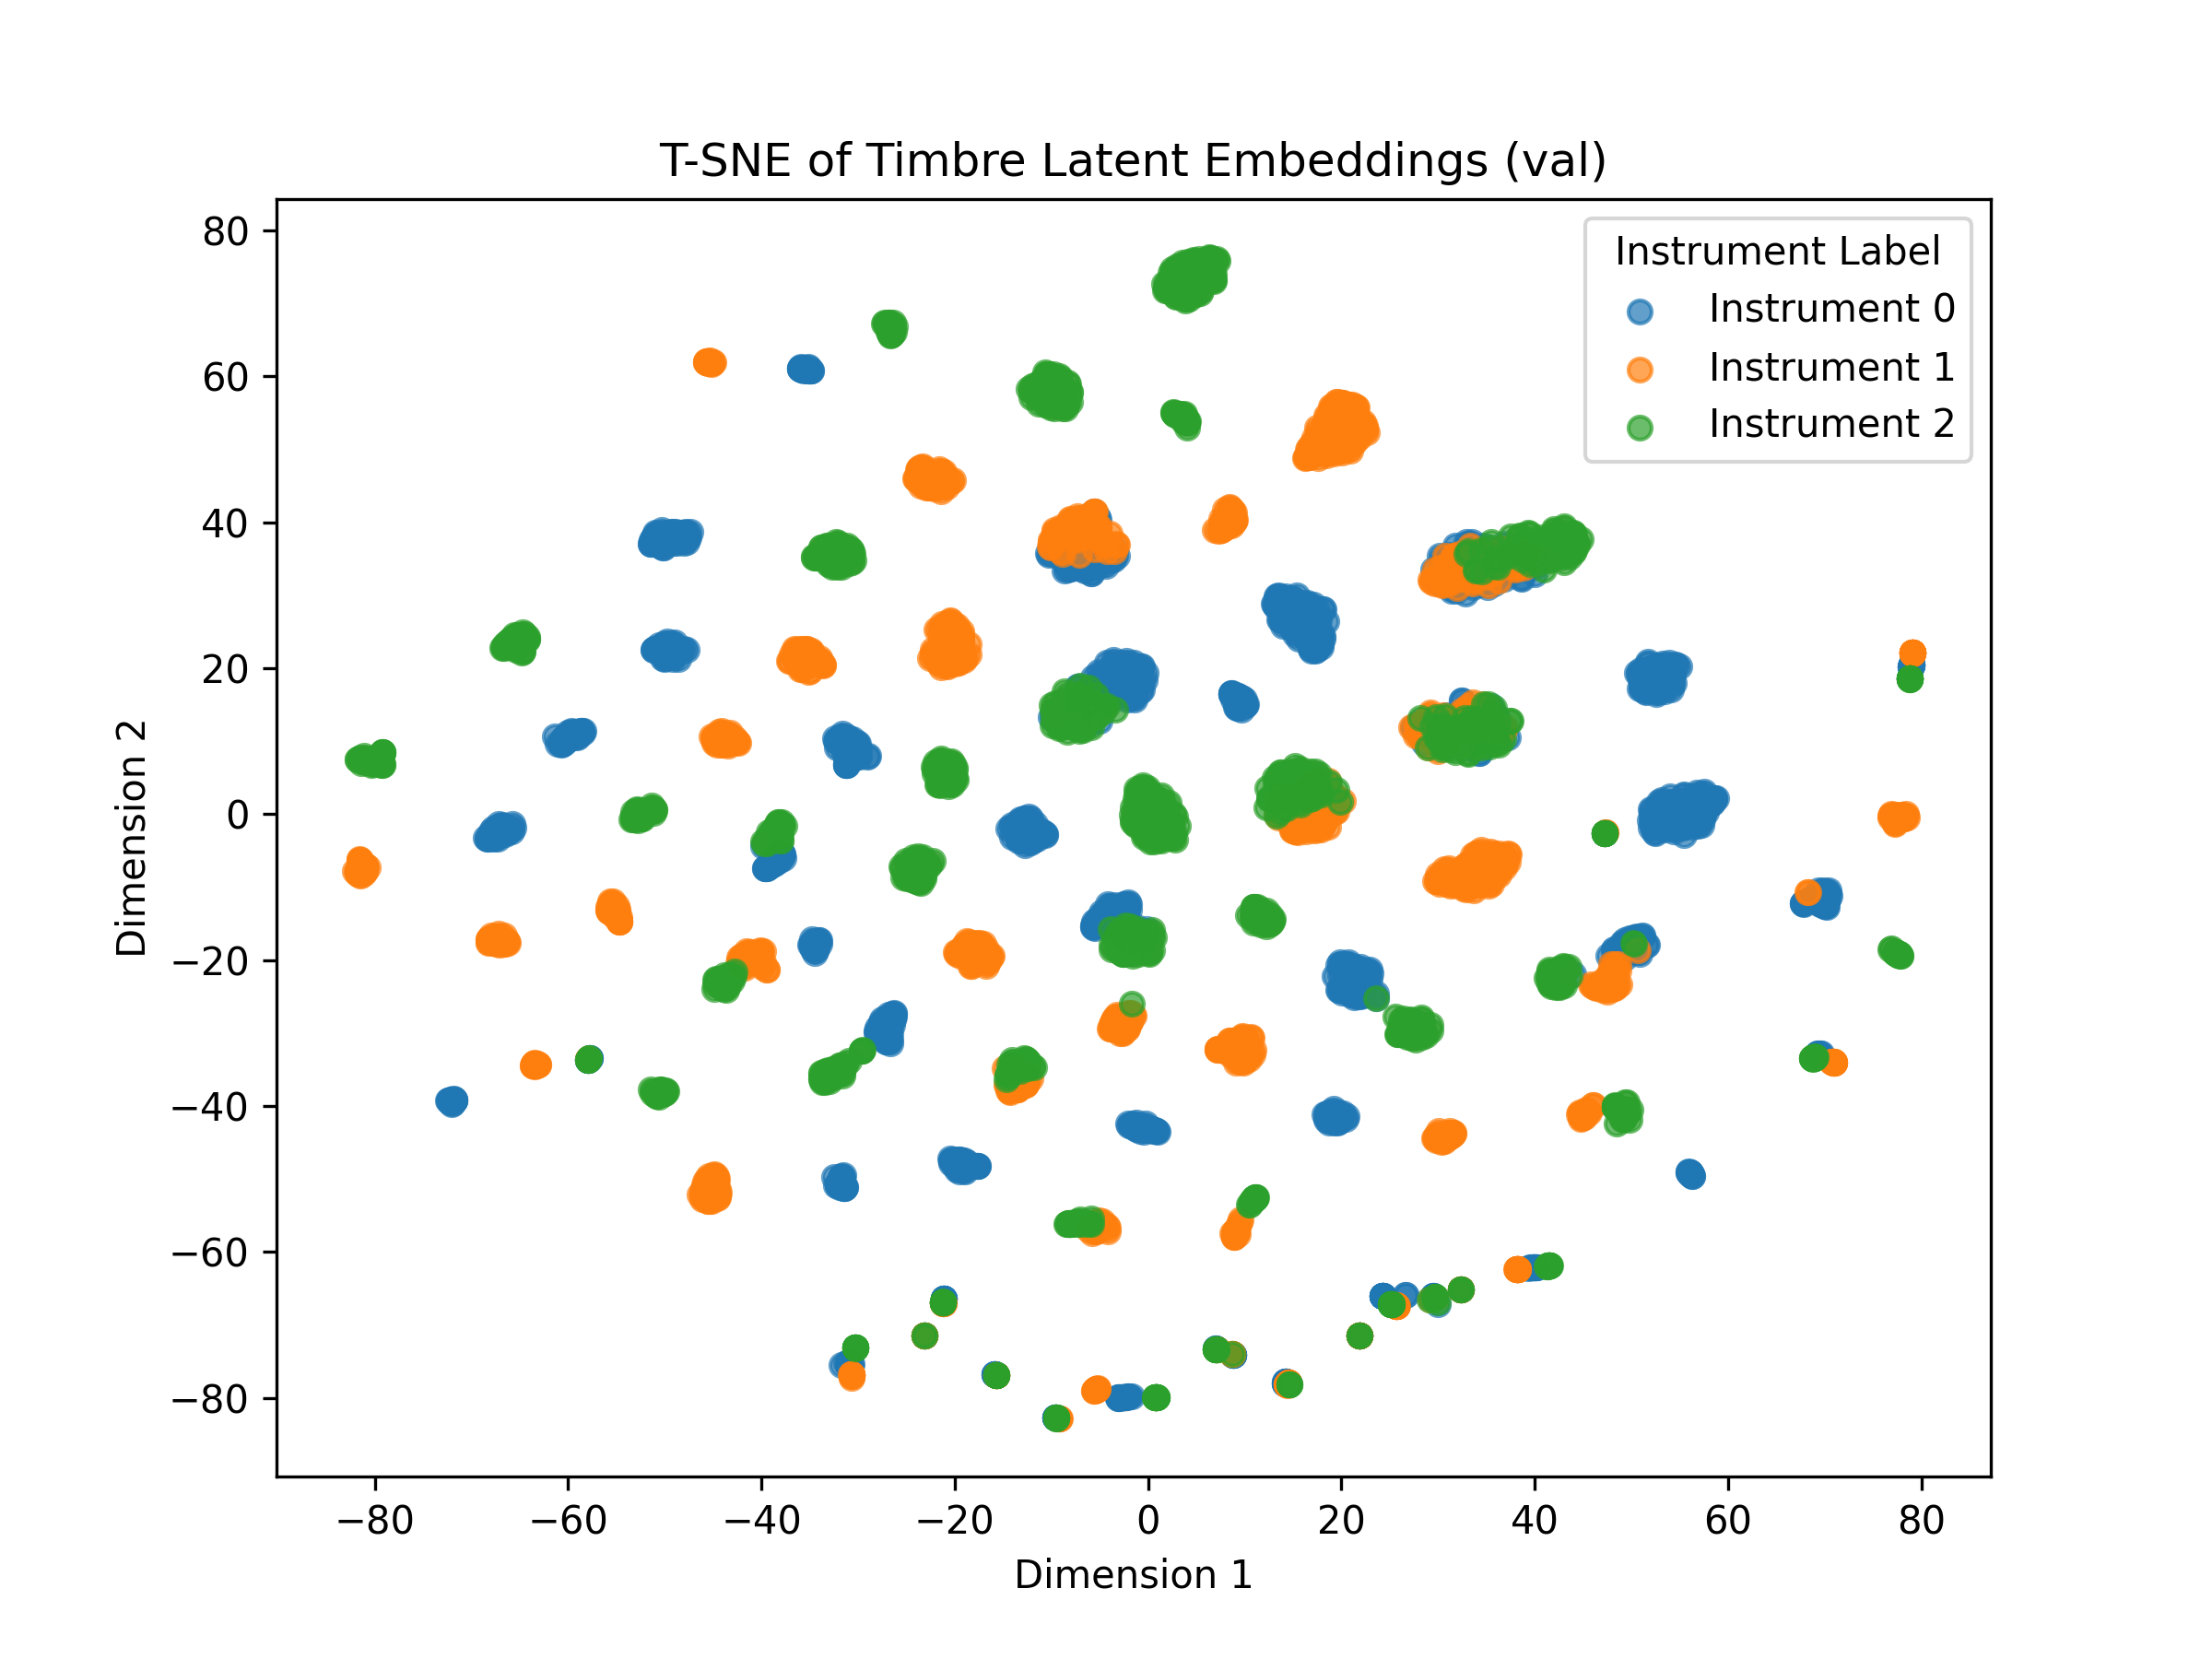 T-SNE of Timbre Latent Embeddings (val)
Instrument Label
Instrument 0
Instrument 1
Instrument 2
80
60
40
20
0
−20
−40
−60
−80
Dimension 2
−80 −60 −40 −20 0 20 40 60 80
Dimension 1